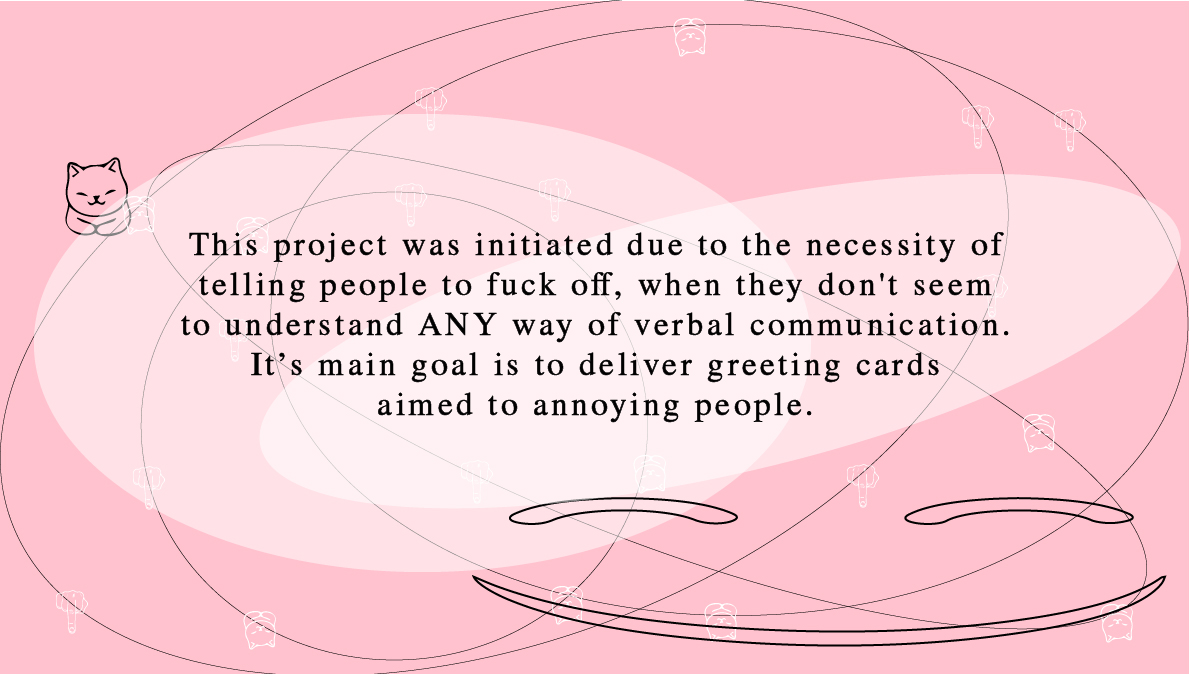 This project was initiated due to the necessity of
telling people to fuck off, when they don't seem
to understand ANY way of verbal communication.
It’s main goal is to deliver greeting cards
aimed to annoying people.